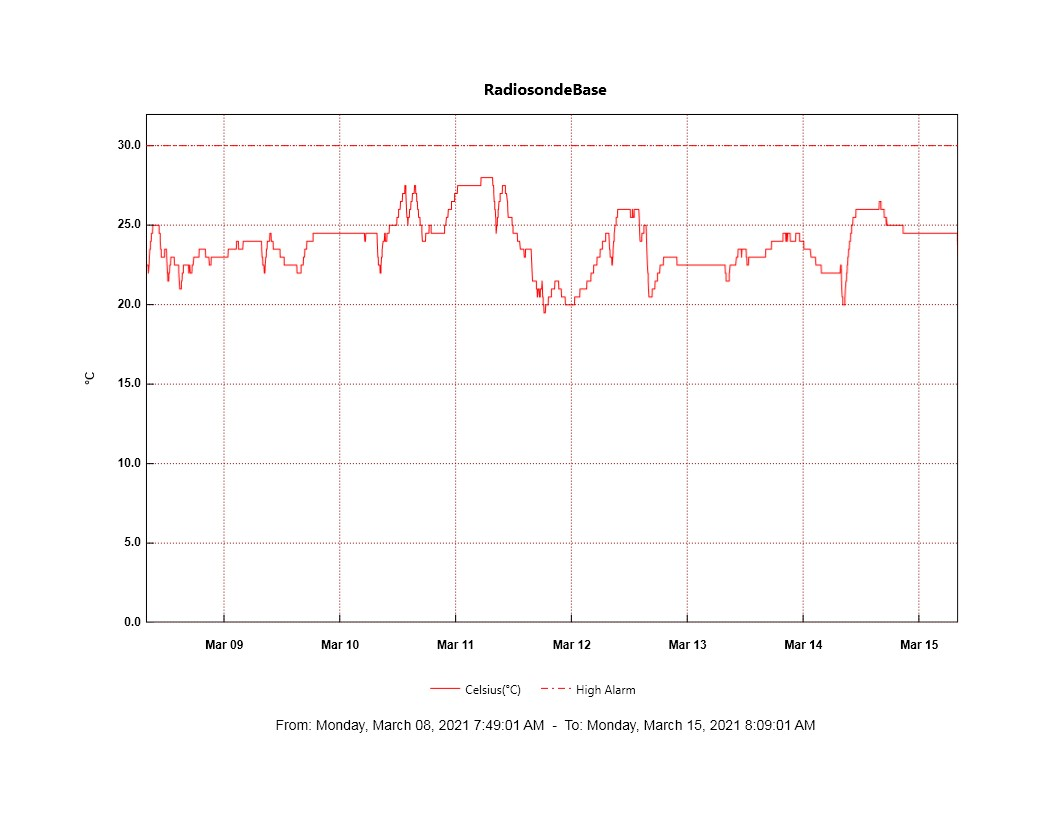 RadiosondeBase
30.0
25.0
20.0
15.0
10.0
5.0
0.0
°C
Mar 09 Mar 10 Mar 11 Mar 12 Mar 13 Mar 14 Mar 15
Celsius(°C) High Alarm
From: Monday, March 08, 2021 7:49:01 AM - To: Monday, March 15, 2021 8:09:01 AM